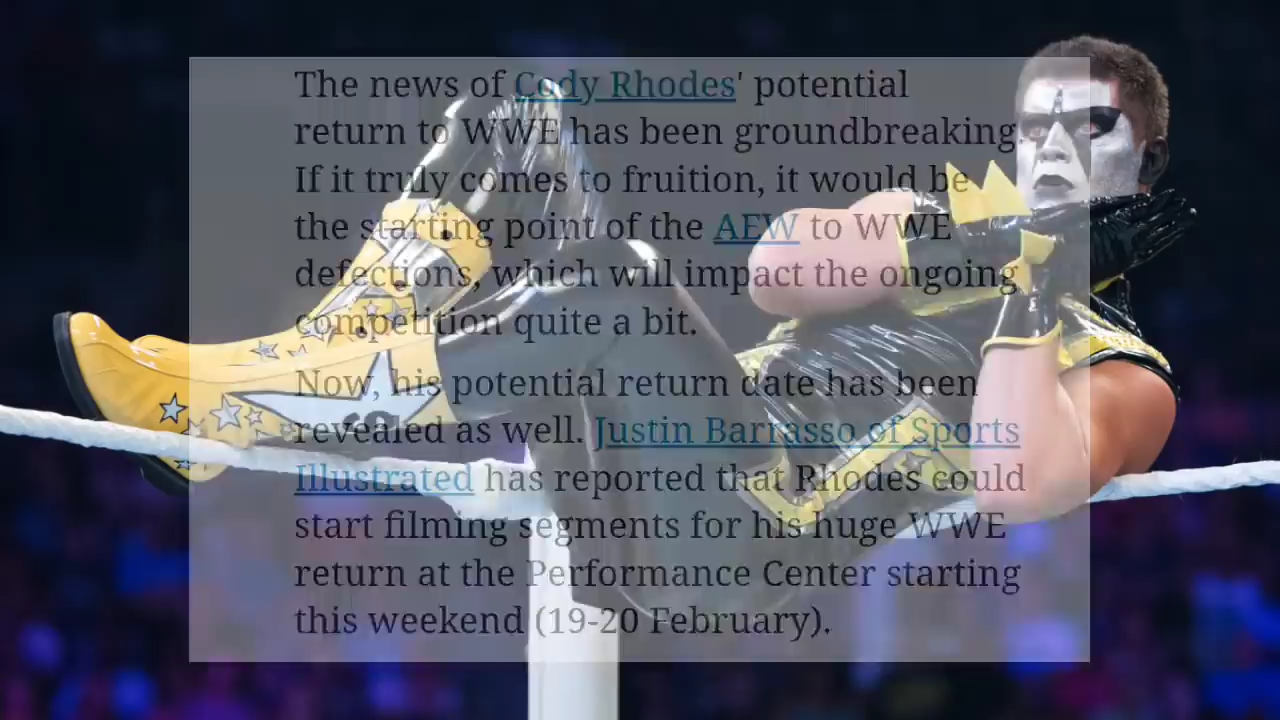 The news of Cody Rhodes' potential
return to WWE has been groundbreaking.
If it truly comes to fruition, it would be
the starting point of the AEW to WWE
defections, which will impact the ongoing
competition quite a bit.
Now, his potential return date has been
revealed as well. Justin Barrasso of Sports
Illustrated has reported that Rhodes could
start filming segments for his huge WWE
return at the Performance Center starting
this weekend (19-20 February).